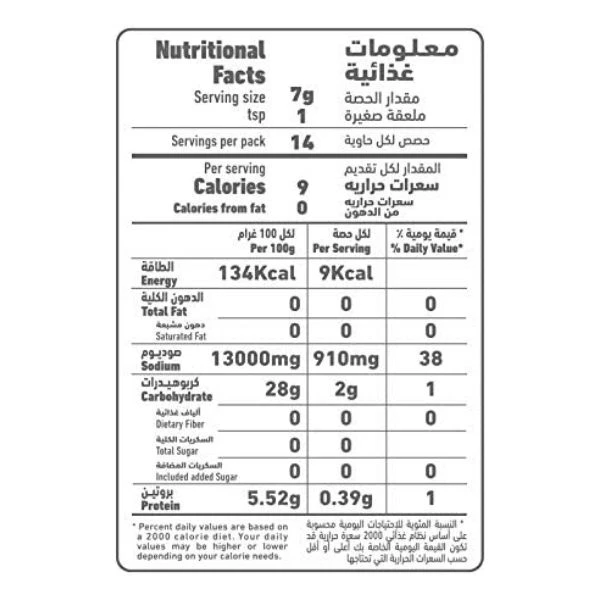 Nutritional معلومات
Facts غذائية
Serving size 7g مقدار الحصة
tsp 1 ملعقة صغيرة
Servings per pack 14 حصص لكل حاوية
Per serving المقدار لكل تقديم
Calories 9 سعرات حراريه
Calories from fat 0 سعرات حراريه
من الدهون
لكل 100 غرام لكل حصة * قيمة يومية ٪
Per 100g Per Serving % Daily Value*
الطاقة
Energy 134Kcal 9Kcal
الدهون الكلية
Total Fat 0 0 0
دهون مشبعة
Saturated Fat 0 0 0
صوديوم
Sodium 13000mg 910mg 38
كربوهيدرات
Carbohydrate 28g 2g 1
ألياف غذائية
Dietary Fiber 0 0 0
السكريات الكلية
Total Sugar 0 0
السكريات المضافة
Included added Sugar 0 0 0
بروتين
Protein 5.52g 0.39g 1
* Percent daily values are based on
a 2000 calorie diet. Your daily
values may be higher or lower
depending on your calorie needs.
* النسبة المئوية للإحتياجات اليومية محسوبة
على أساس نظام غذائي 2000 سعرة حرارية قد
تكون القيمة اليومية الخاصة بك أعلى أو أقل
حسب السعرات الحرارية التي تحتاجها